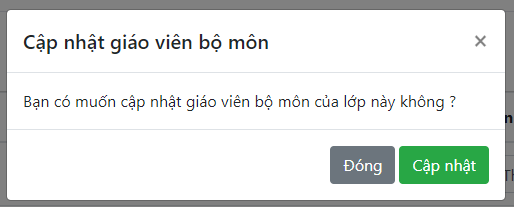 Cập nhật giáo viên bộ môn
×
Bạn có muốn cập nhật giáo viên bộ môn của lớp này không ?
Đóng
Cập nhật